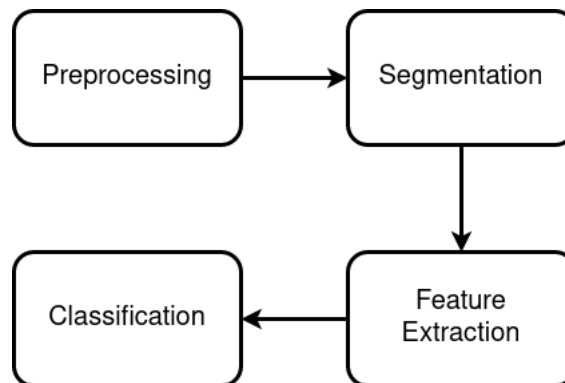 Preprocessing
Segmentation
Classification
Feature
Extraction